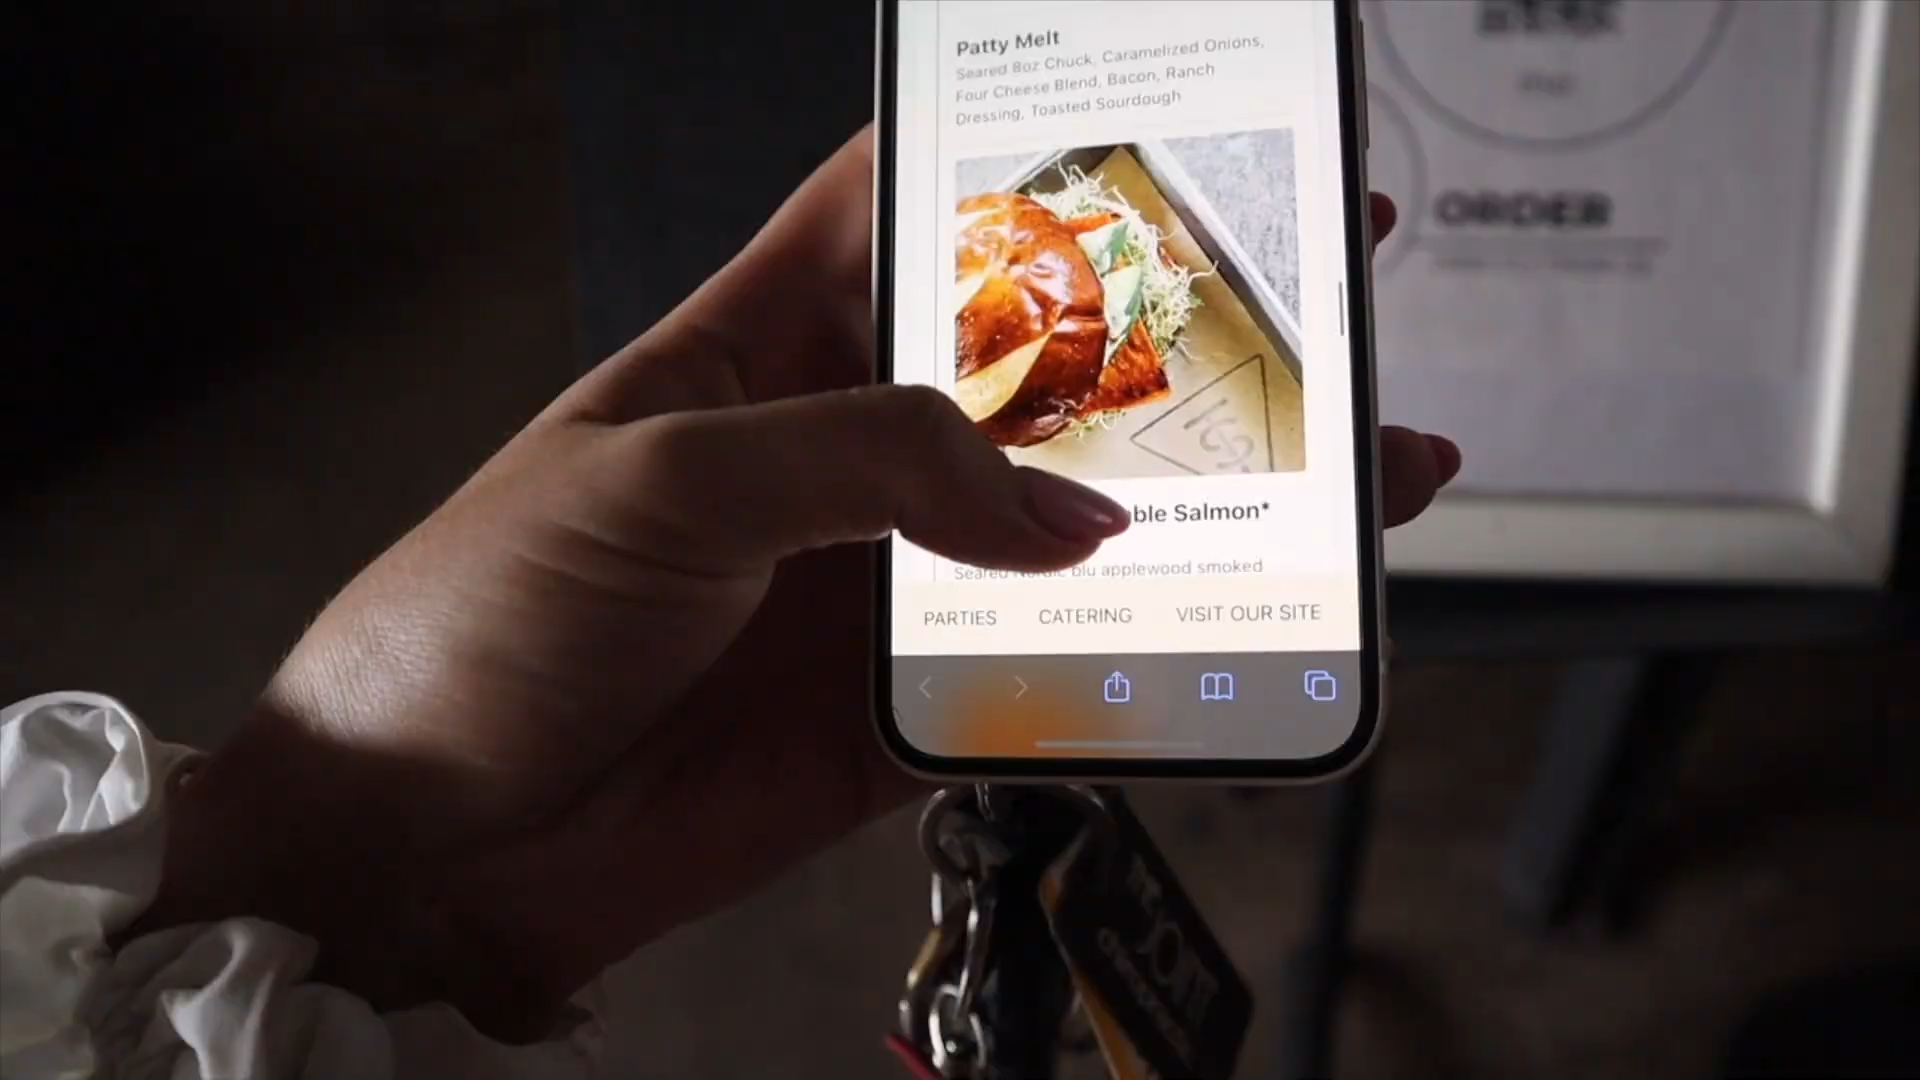 Patty Melt
Seared 8oz Chuck, Caramelized Onions,
Four Cheese Blend, Bacon, Ranch
Dressing, Toasted Sourdough
Salmon*
Seared Nordic blu applewood smoked
PARTIES CATERING VISIT OUR SITE
ORDER